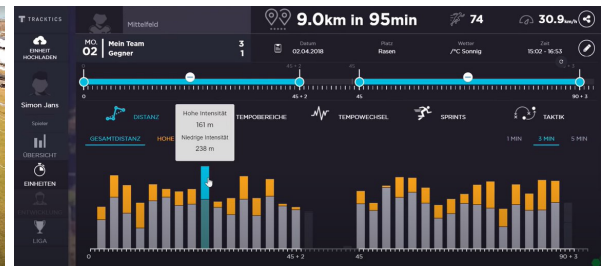 TRACKTICS
Mittelfeld
9.0km in 95min
74
30.9km/h
EINHEIT
HOCHLADEN
MO.
02
Mein Team 3
Gegner 1
Datum
02.04.2018
Platz
Rasen
Wetter
/°C Sonnig
Zeit
15:02 - 16:53
0
45 + 2
45
+ 3
0
45 + 2
45
90 + 3
Simon Jans
Spieler
ÜBERSICHT
EINHEITEN
LIGA
DISTANZ
TEMPOBEREICHE
TEMPOWECHSEL
SPRINTS
TAKTIK
Hohe Intensität
161 m
Niedrige Intensität
238 m
GESAMTDISTANZ
HOHE
1 MIN
3 MIN
5 MIN
0
45 + 2
45
90 + 3